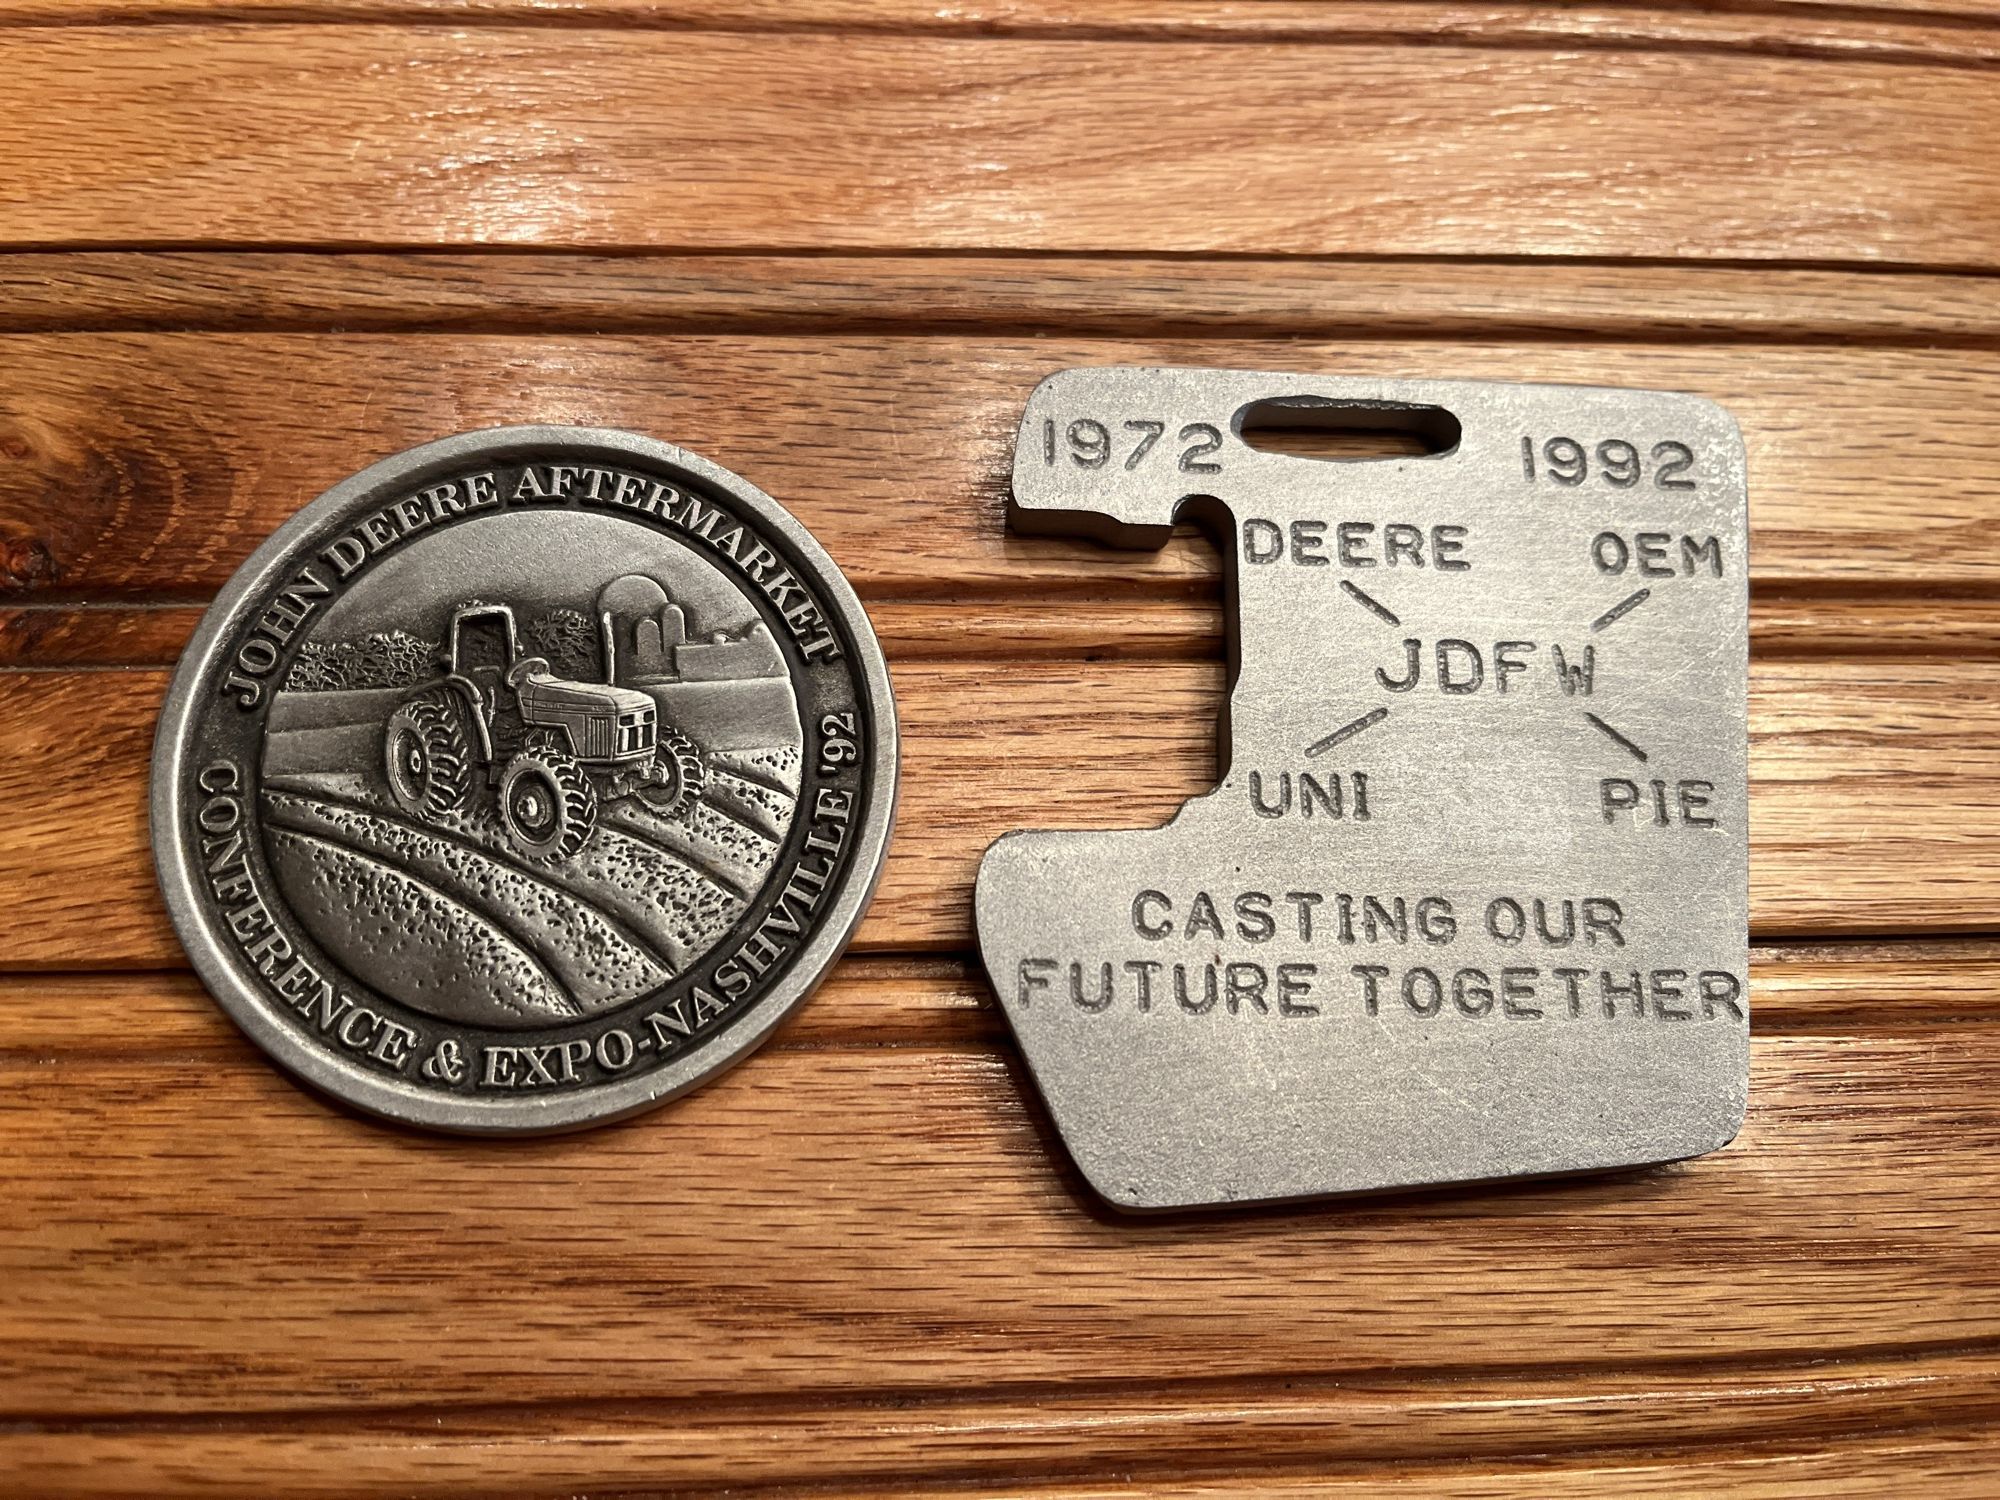 JOHN DEERE AFTERMARKET
CONFERENCE & EXPO-NASHVILLE '92
1972 1992
DEERE OEM
JDFW
UNI PIE
CASTING OUR
FUTURE TOGETHER